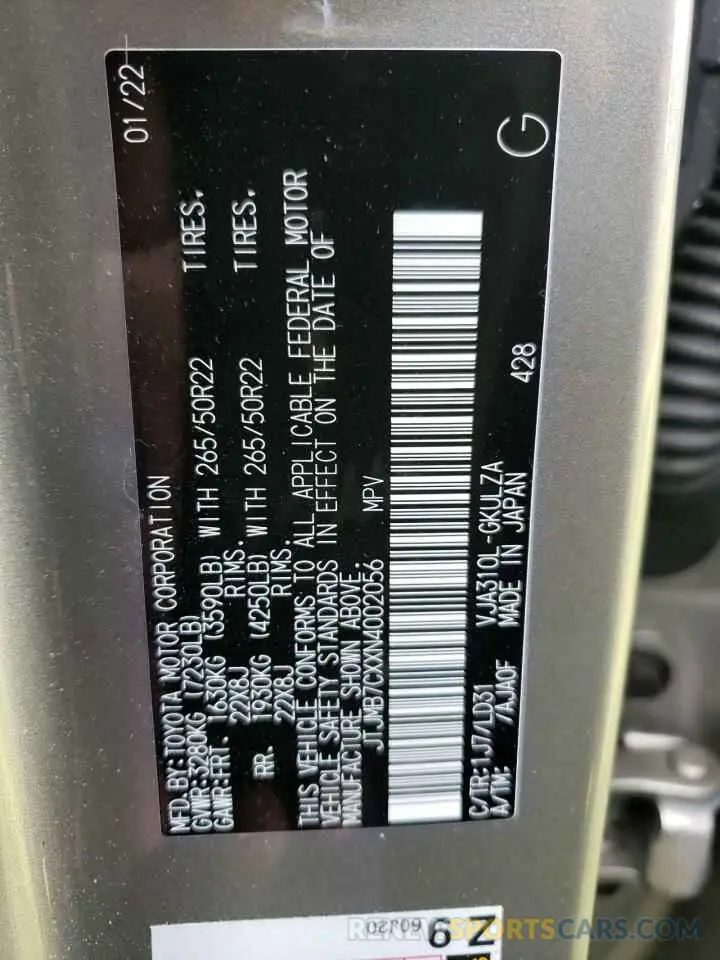 01/22
MFD. BY: TOYOTA MOTOR CORPORATION
GVWR: 3280KG (7230LB)
GAWR: FRT. 1630KG (3590LB) WITH 265/50R22 TIRES.
22X8J RIMS.
RR. 1930KG (4250LB) WITH 265/50R22 TIRES.
22X8J RIMS.
THIS VEHICLE CONFORMS TO ALL APPLICABLE FEDERAL MOTOR
VEHICLE SAFETY STANDARDS IN EFFECT ON THE DATE OF
MANUFACTURE SHOWN ABOVE.
JTJMB7CXXN4002056 MPV
C/TR: 1J7/LD31 VJA310L-GKULZA
A/TM: /AJA0F MADE IN JAPAN 428
G
Z 9
RENEWSPORTSCARS.COM